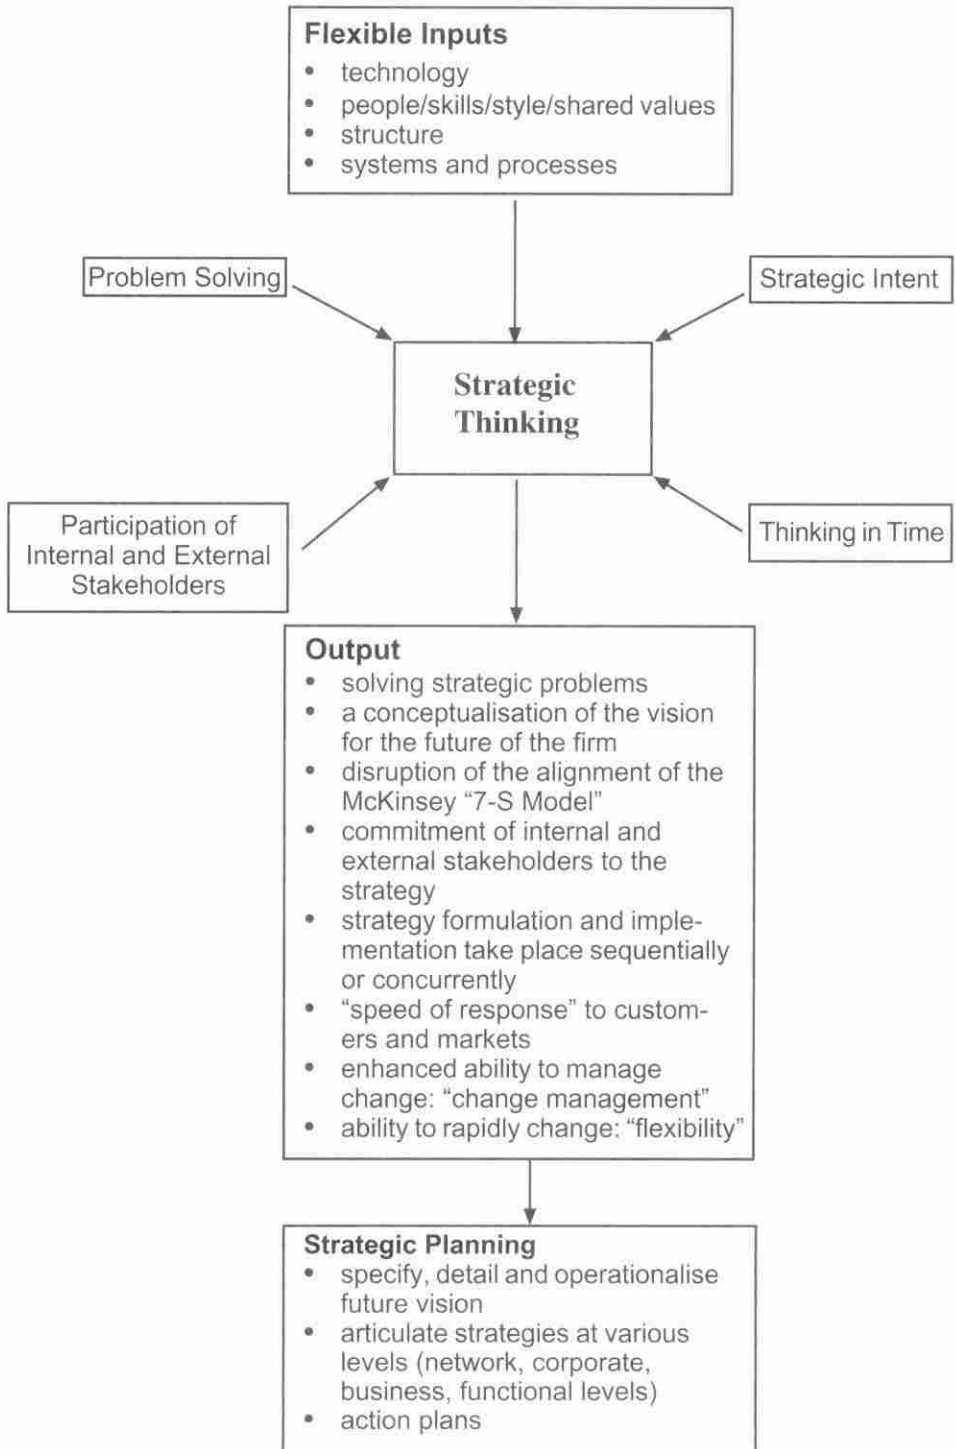 Flexible Inputs
• technology
• people/skills/style/shared values
• structure
• systems and processes
Problem Solving
Strategic Intent
Strategic
Thinking
Participation of
Internal and External
Stakeholders
Thinking in Time
Output
• solving strategic problems
• a conceptualisation of the vision
for the future of the firm
• disruption of the alignment of the
McKinsey “7-S Model”
• commitment of internal and
external stakeholders to the
strategy
• strategy formulation and imple-
mentation take place sequentially
or concurrently
• “speed of response” to custom-
ers and markets
• enhanced ability to manage
change: “change management”
• ability to rapidly change: “flexibility”
Strategic Planning
• specify, detail and operationalise
future vision
• articulate strategies at various
levels (network, corporate,
business, functional levels)
• action plans